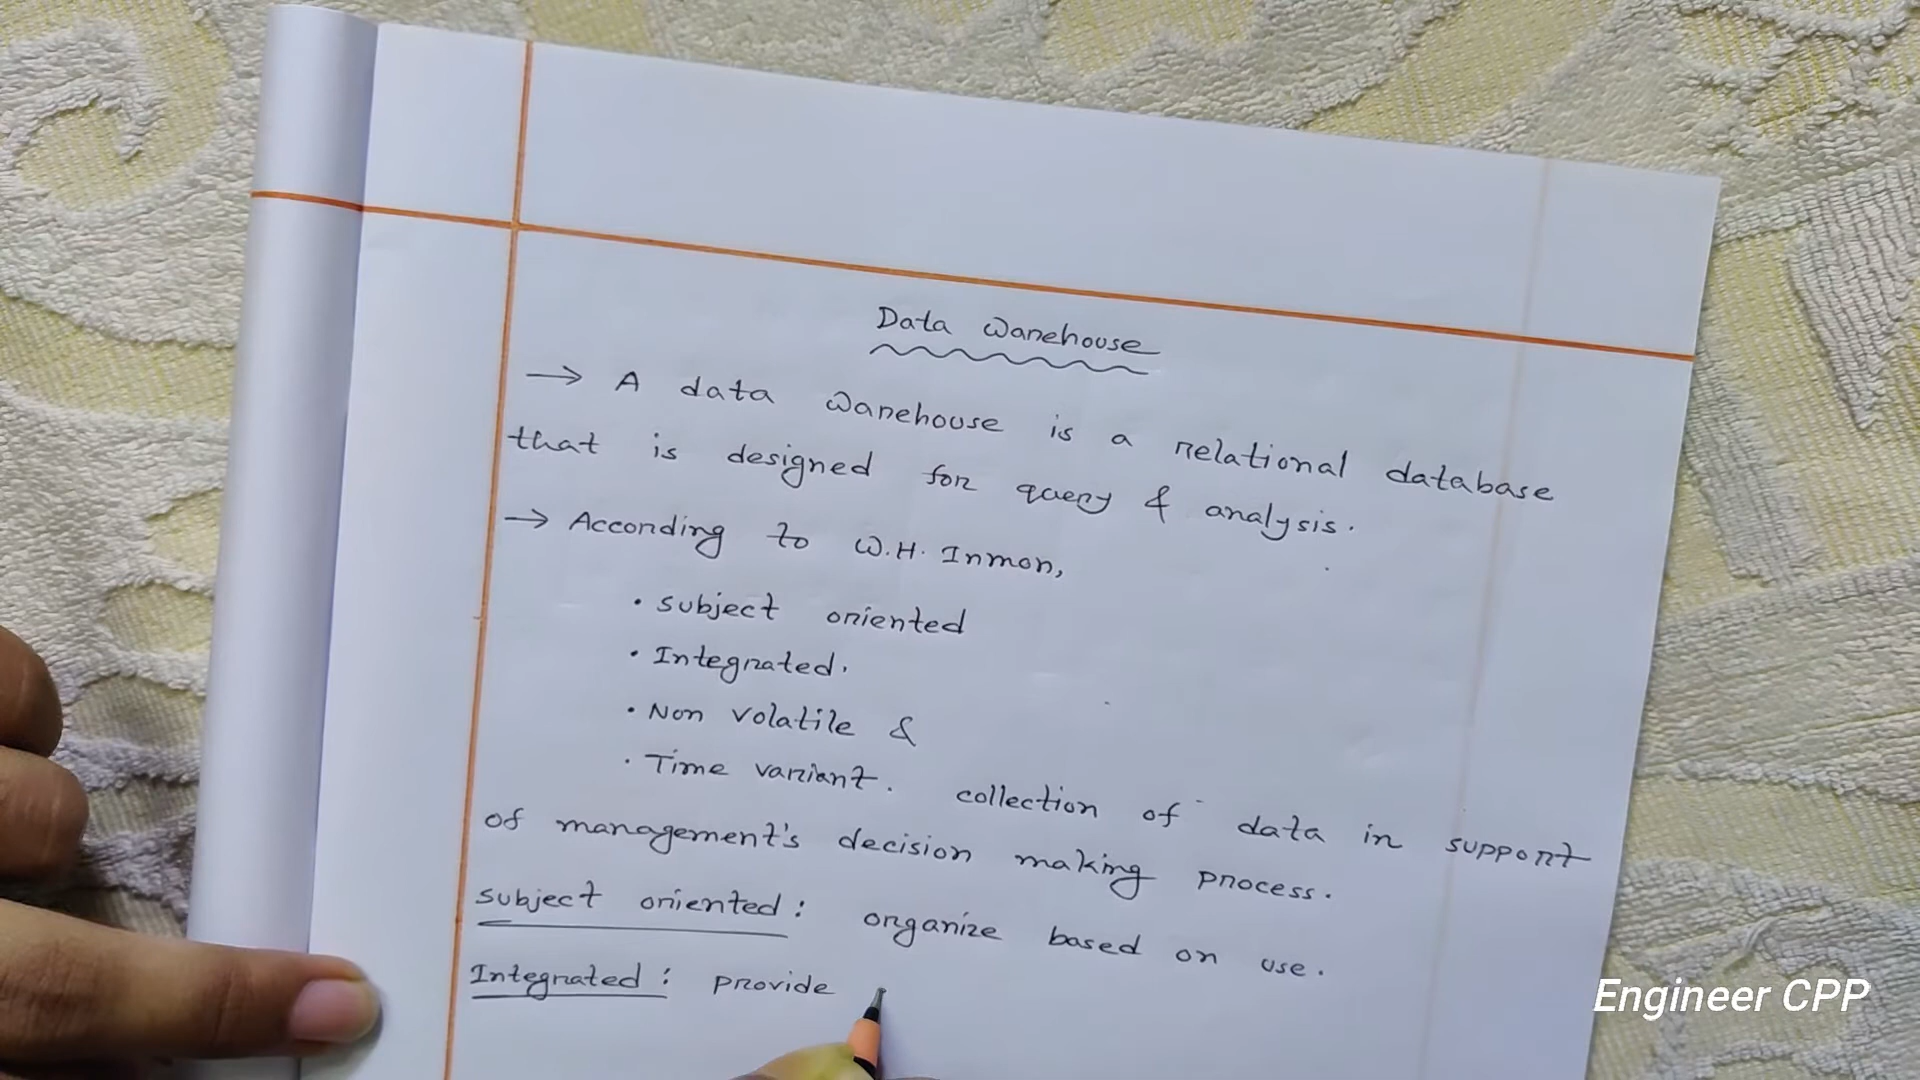 Data Warehouse
→ A data warehouse is a relational database
that is designed for query & analysis.
→ According to W.H. Inmon,
• Subject oriented
• Integrated.
• Non volatile &
• Time variant. collection of data in support
of management's decision making process.
Subject oriented: organize based on use.
Integrated: provide
Engineer CPP